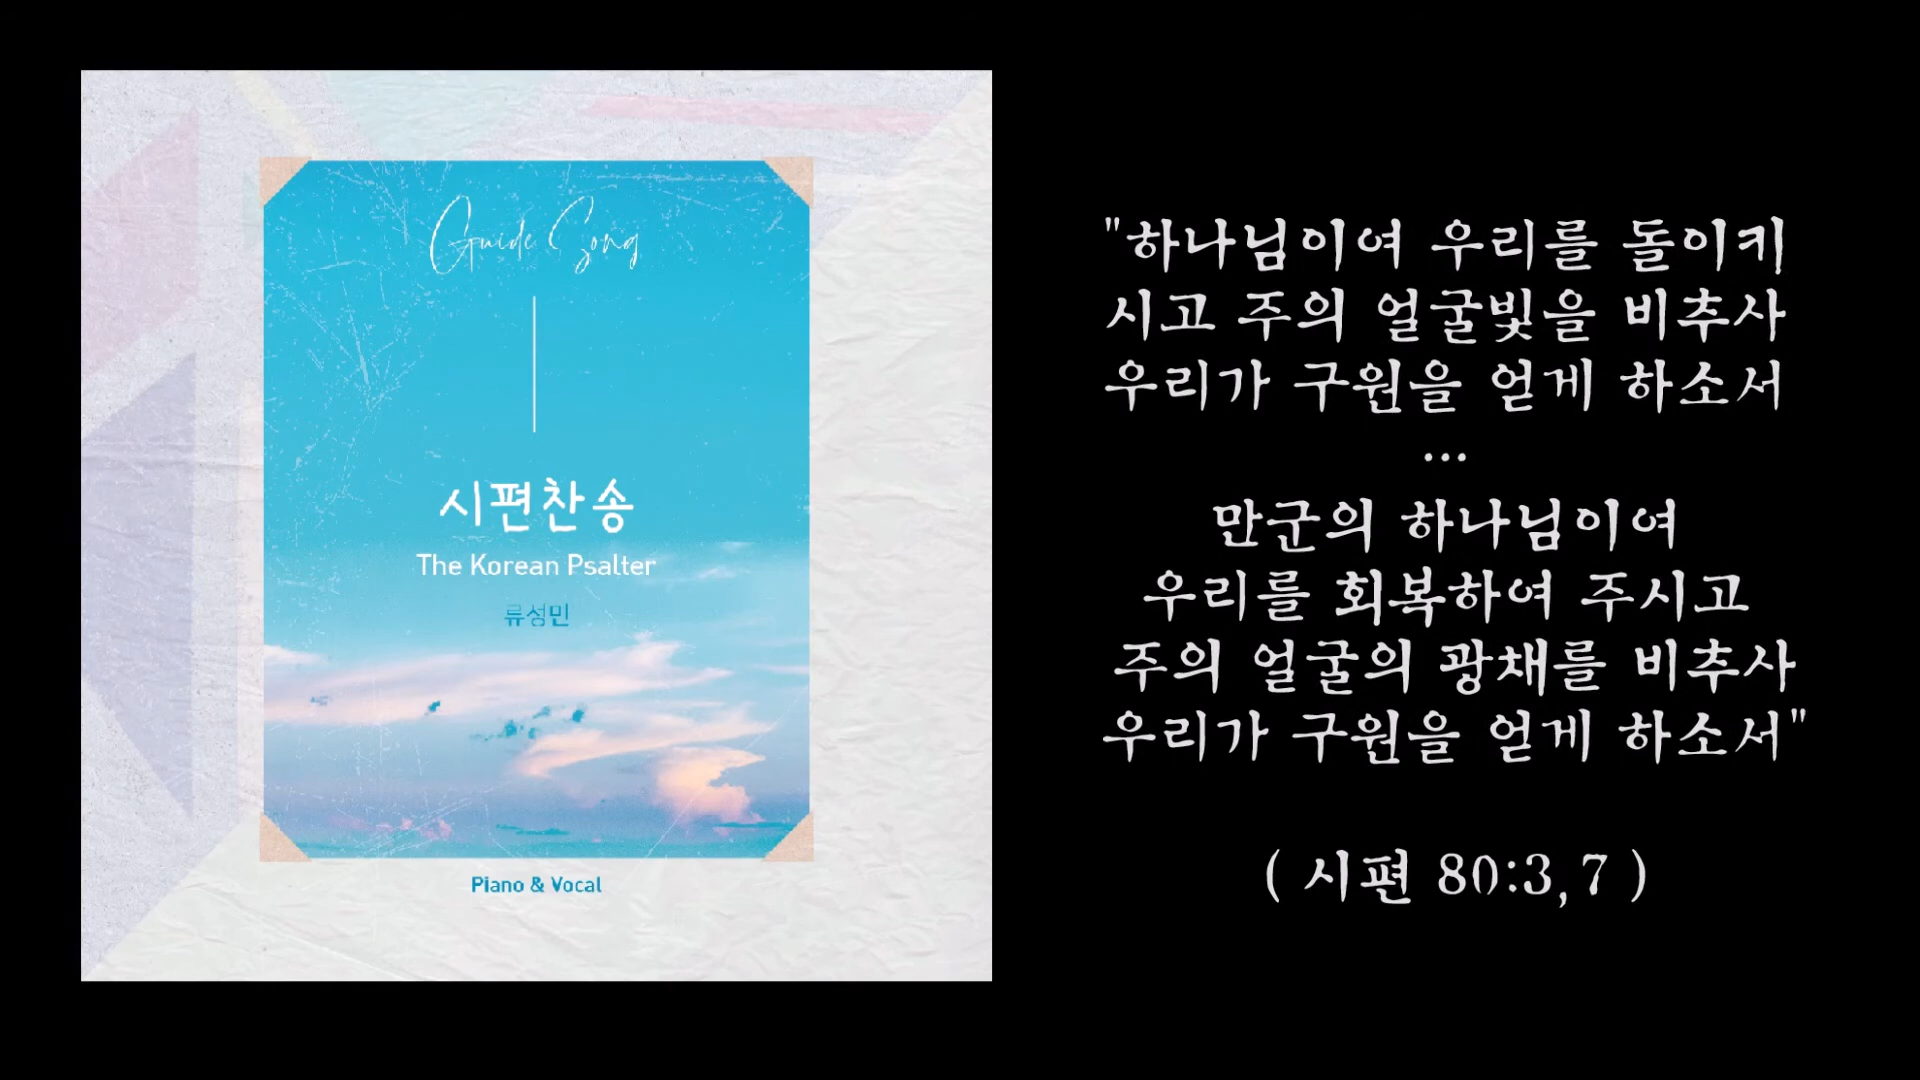 Guide Song
시편찬송
The Korean Psalter
류성민
Piano & Vocal
"하나님이여 우리를 돌이키
시고 주의 얼굴빛을 비추사
우리가 구원을 얻게 하소서
...
만군의 하나님이여
우리를 회복하여 주시고
주의 얼굴의 광채를 비추사
우리가 구원을 얻게 하소서"
( 시편 80:3,7 )